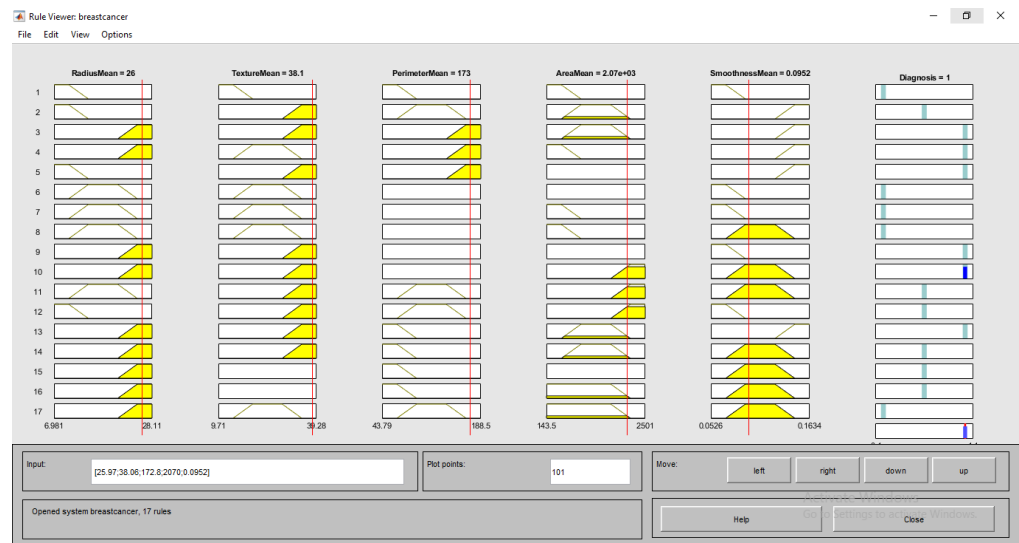 Rule Viewer: breastcancer
File Edit View Options
RadiusMean = 26 TextureMean = 38.1 PerimeterMean = 173 AreaMean = 2.07e+03 SmoothnessMean = 0.0952 Diagnosis = 1
1
2
3
4
5
6
7
8
9
10
11
12
13
14
15
16
17
6.981 28.11 9.71 39.28 43.79 188.5 143.5 2501 0.0526 0.1634
Input: [25.97;38.06;172.8;2070;0.0952] Plot points: 101 Move: left right down up
Opened system breastcancer, 17 rules
Help Close
Activate Windows
Go to Settings to activate Windows.